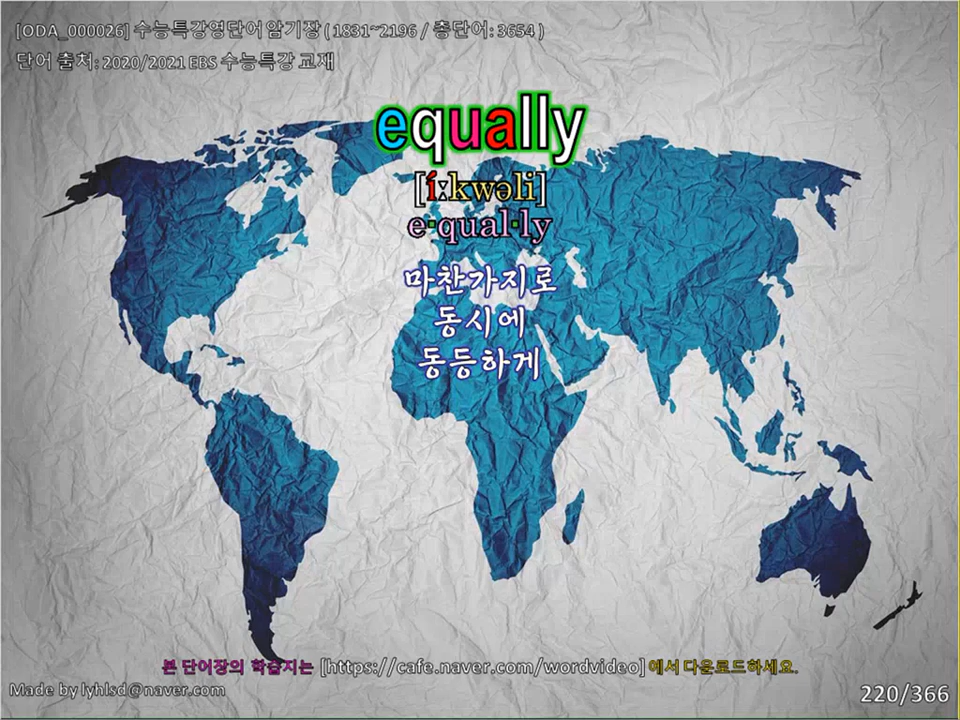 [ODA_000026] 수능특강영단어 암기장 ( 1831~2196 / 총단어: 3654 )
단어 출처: 2020/2021 EBS 수능특강 교재
equally
[íːkwəli]
e·qual·ly
마찬가지로
동시에
동등하게
본 단어장의 학습지는 [https://cafe.naver.com/wordvideo] 에서 다운로드하세요.
Made by lyhlsd@naver.com
220/366